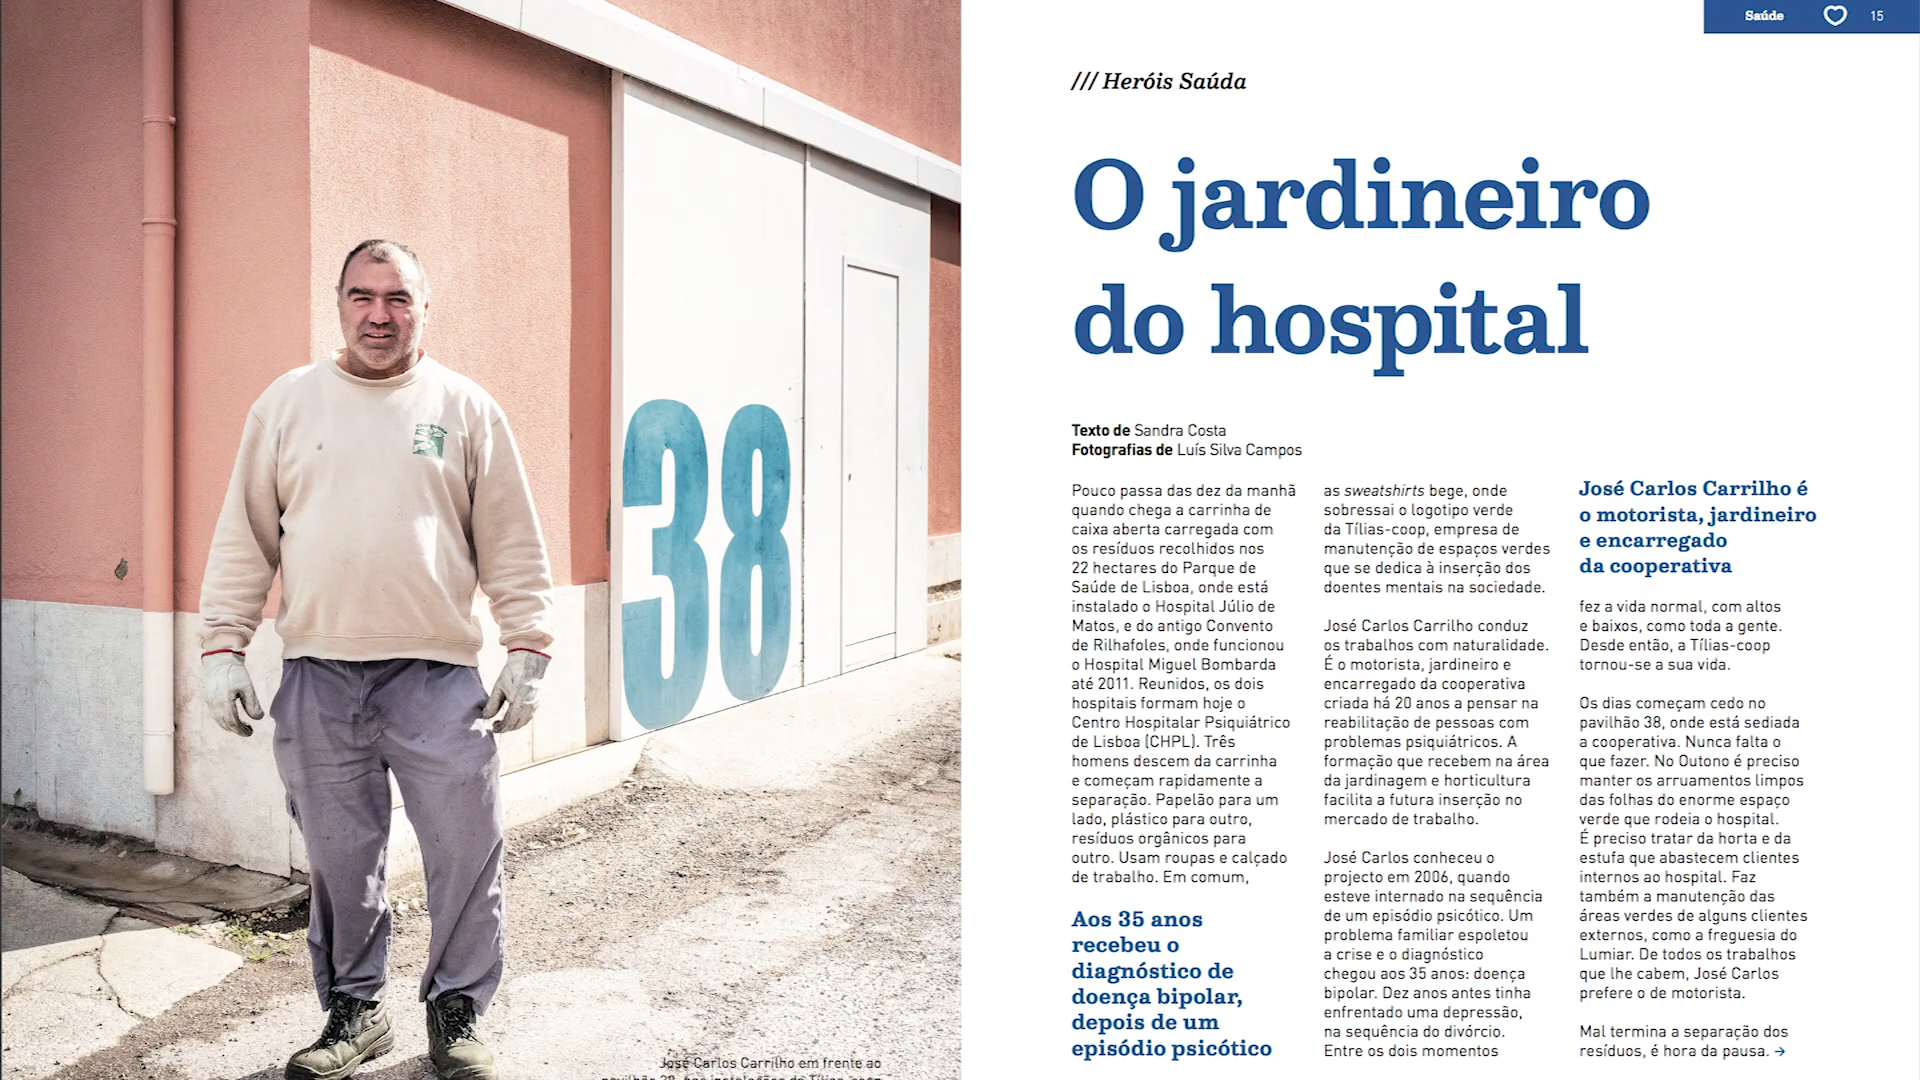 Saúde 15
/// Heróis Saúda
O jardineiro
do hospital
Texto de Sandra Costa
Fotografias de Luís Silva Campos
Pouco passa das dez da manhã
quando chega a carrinha de
caixa aberta carregada com
os resíduos recolhidos nos
22 hectares do Parque de
Saúde de Lisboa, onde está
instalado o Hospital Júlio de
Matos, e do antigo Convento
de Rilhafoles, onde funcionou
o Hospital Miguel Bombarda
até 2011. Reunidos, os dois
hospitais formam hoje o
Centro Hospitalar Psiquiátrico
de Lisboa (CHPL). Três
homens descem da carrinha
e começam rapidamente a
separação. Papelão para um
lado, plástico para outro,
resíduos orgânicos para
outro. Usam roupas e calçado
de trabalho. Em comum,
Aos 35 anos
recebeu o
diagnóstico de
doença bipolar,
depois de um
episódio psicótico
as sweatshirts bege, onde
sobressai o logotipo verde
da Tílias-coop, empresa de
manutenção de espaços verdes
que se dedica à inserção dos
doentes mentais na sociedade.
José Carlos Carrilho conduz
os trabalhos com naturalidade.
É o motorista, jardineiro e
encarregado da cooperativa
criada há 20 anos a pensar na
reabilitação de pessoas com
problemas psiquiátricos. A
formação que recebem na área
da jardinagem e horticultura
facilita a futura inserção no
mercado de trabalho.
José Carlos conheceu o
projecto em 2006, quando
esteve internado na sequência
de um episódio psicótico. Um
problema familiar espoletou
a crise e o diagnóstico
chegou aos 35 anos: doença
bipolar. Dez anos antes tinha
enfrentado uma depressão,
na sequência do divórcio.
Entre os dois momentos
José Carlos Carrilho é
o motorista, jardineiro
e encarregado
da cooperativa
fez a vida normal, com altos
e baixos, como toda a gente.
Desde então, a Tílias-coop
tornou-se a sua vida.
Os dias começam cedo no
pavilhão 38, onde está sediada
a cooperativa. Nunca falta o
que fazer. No Outono é preciso
manter os arruamentos limpos
das folhas do enorme espaço
verde que rodeia o hospital.
É preciso tratar da horta e da
estufa que abastecem clientes
internos ao hospital. Faz
também a manutenção das
áreas verdes de alguns clientes
externos, como a freguesia do
Lumiar. De todos os trabalhos
que lhe cabem, José Carlos
prefere o de motorista.
Mal termina a separação dos
resíduos, é hora da pausa. →
38
José Carlos Carrilho em frente ao